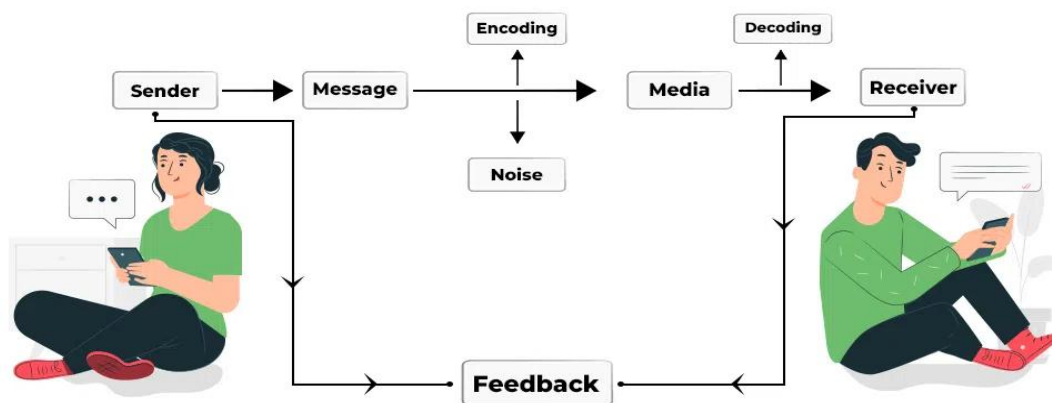 Encoding
Decoding
Sender
Message
Media
Receiver
Noise
Feedback